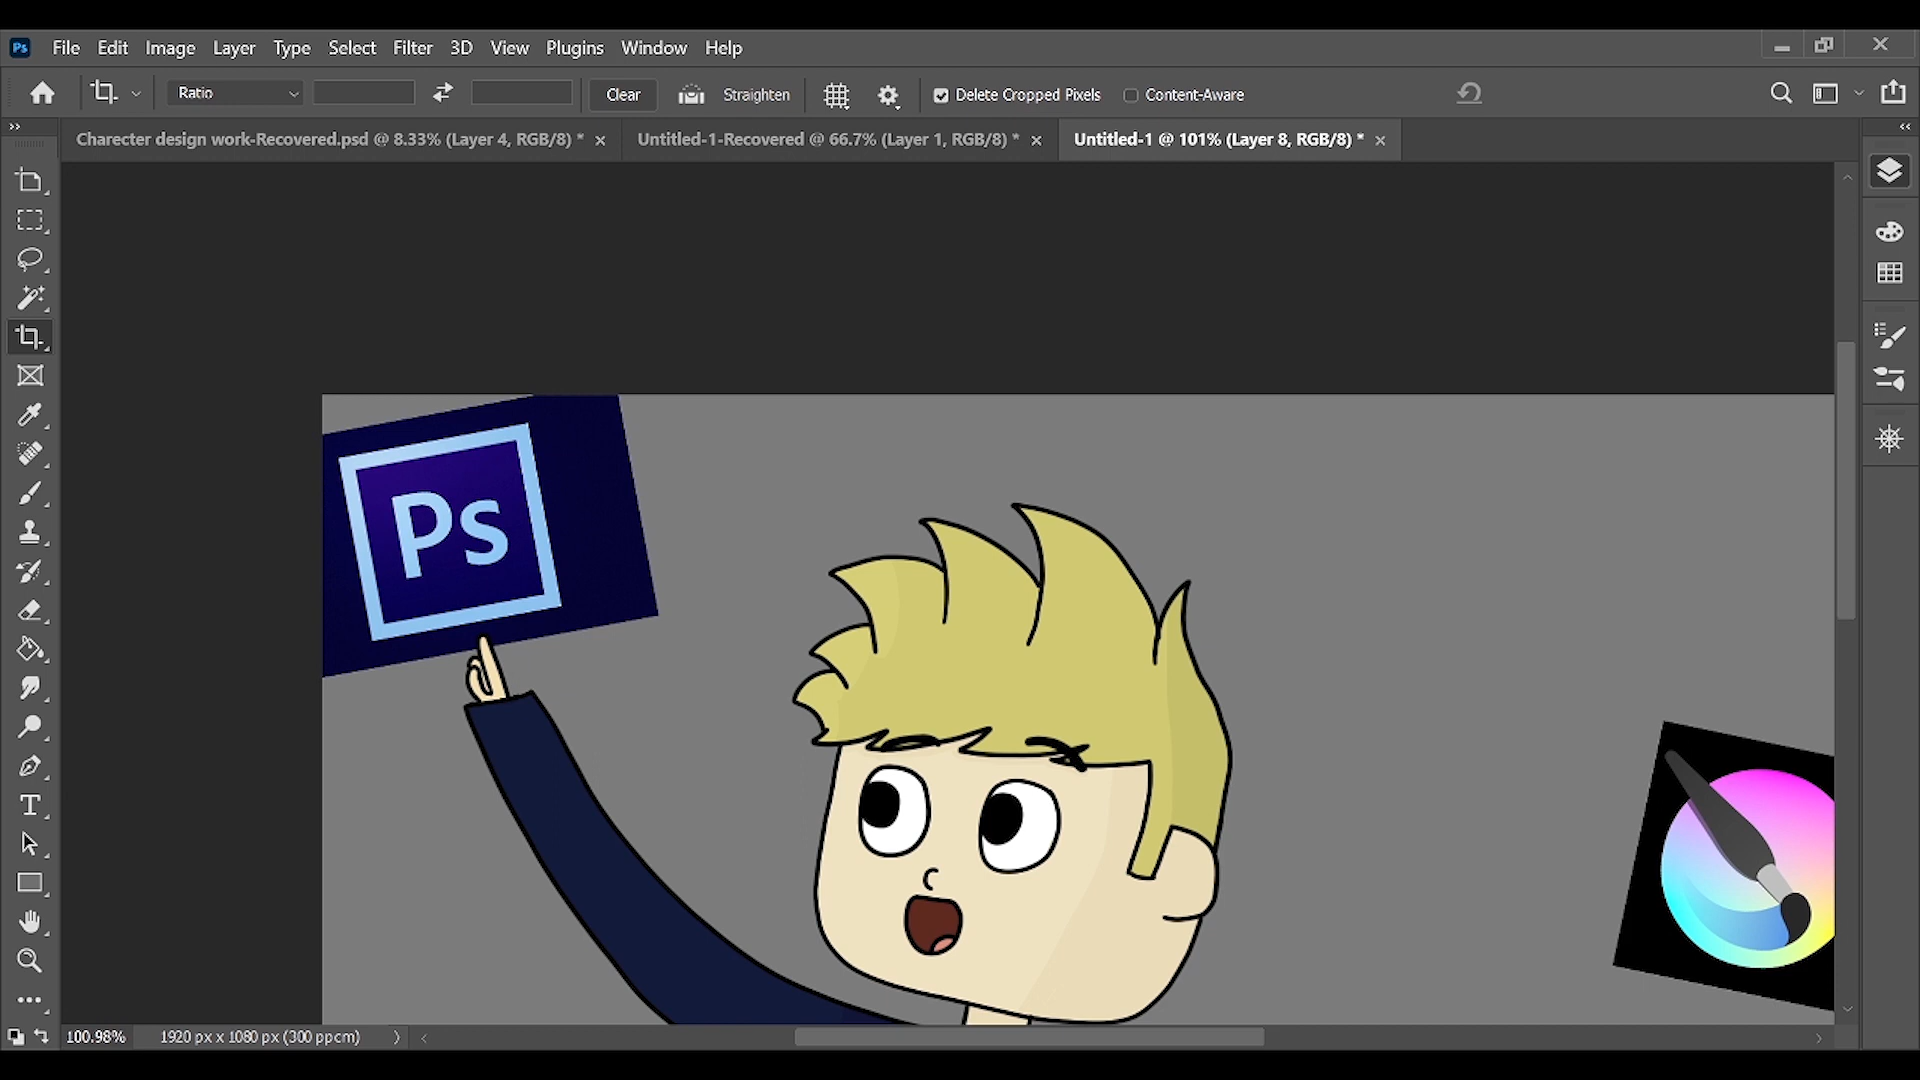 Ps File Edit Image Layer Type Select Filter 3D View Plugins Window Help
Ratio Clear Straighten Delete Cropped Pixels Content-Aware
Charecter design work-Recovered.psd @ 8.33% (Layer 4, RGB/8) * Untitled-1-Recovered @ 66.7% (Layer 1, RGB/8) * Untitled-1 @ 101% (Layer 8, RGB/8) *
Ps
100.98% 1920 px x 1080 px (300 ppcm)